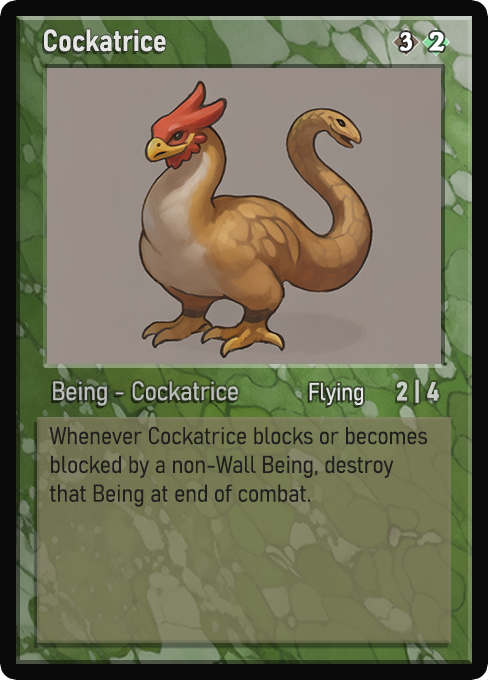 Cockatrice 3 2
Being - Cockatrice Flying 2 | 4
Whenever Cockatrice blocks or becomes
blocked by a non-Wall Being, destroy
that Being at end of combat.